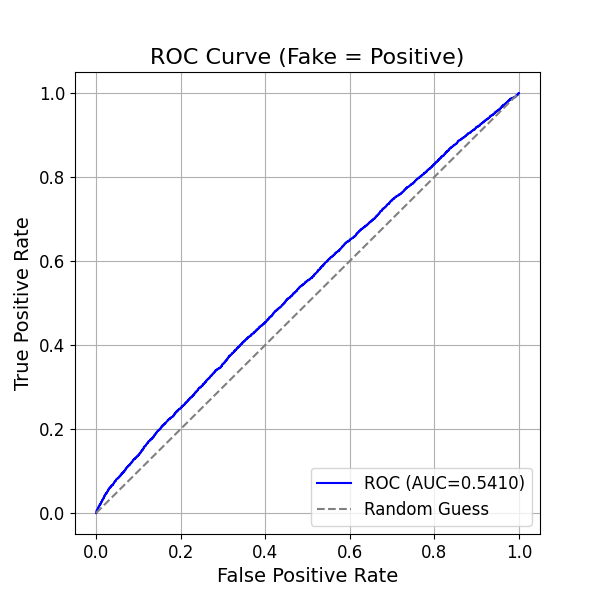 ROC Curve (Fake = Positive)
True Positive Rate
1.0
0.8
0.6
0.4
0.2
0.0
ROC (AUC=0.5410)
Random Guess
0.0 0.2 0.4 0.6 0.8 1.0
False Positive Rate